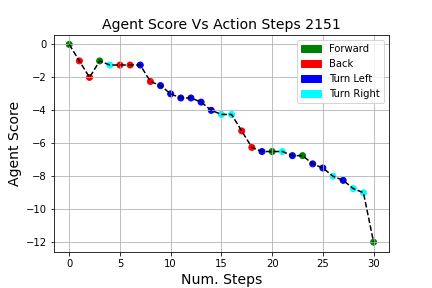 Agent Score Vs Action Steps 2151
Agent Score
0
−2
−4
−6
−8
−10
−12
Forward
Back
Turn Left
Turn Right
0 5 10 15 20 25 30
Num. Steps